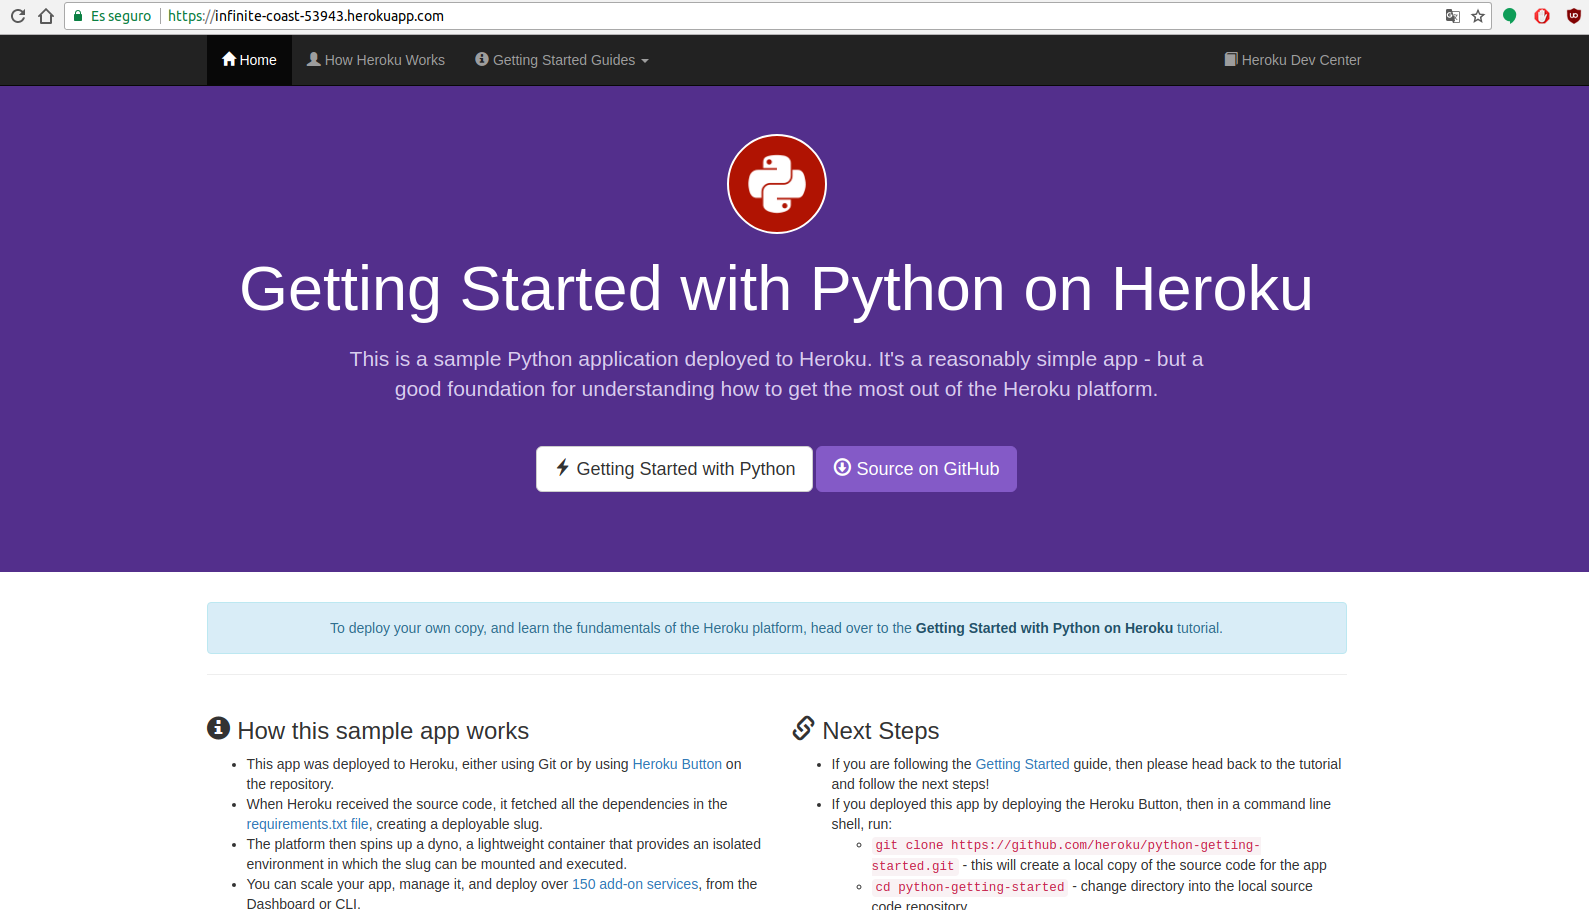 Es seguro https://infinite-coast-53943.herokuapp.com
Home How Heroku Works Getting Started Guides Heroku Dev Center
Getting Started with Python on Heroku
This is a sample Python application deployed to Heroku. It's a reasonably simple app - but a
good foundation for understanding how to get the most out of the Heroku platform.
Getting Started with Python Source on GitHub
To deploy your own copy, and learn the fundamentals of the Heroku platform, head over to the Getting Started with Python on Heroku tutorial.
How this sample app works
This app was deployed to Heroku, either using Git or by using Heroku Button on
the repository.
When Heroku received the source code, it fetched all the dependencies in the
requirements.txt file, creating a deployable slug.
The platform then spins up a dyno, a lightweight container that provides an isolated
environment in which the slug can be mounted and executed.
You can scale your app, manage it, and deploy over 150 add-on services, from the
Dashboard or CLI.
Next Steps
If you are following the Getting Started guide, then please head back to the tutorial
and follow the next steps!
If you deployed this app by deploying the Heroku Button, then in a command line
shell, run:
git clone https://github.com/heroku/python-getting-
started.git - this will create a local copy of the source code for the app
cd python-getting-started - change directory into the local source
code repository